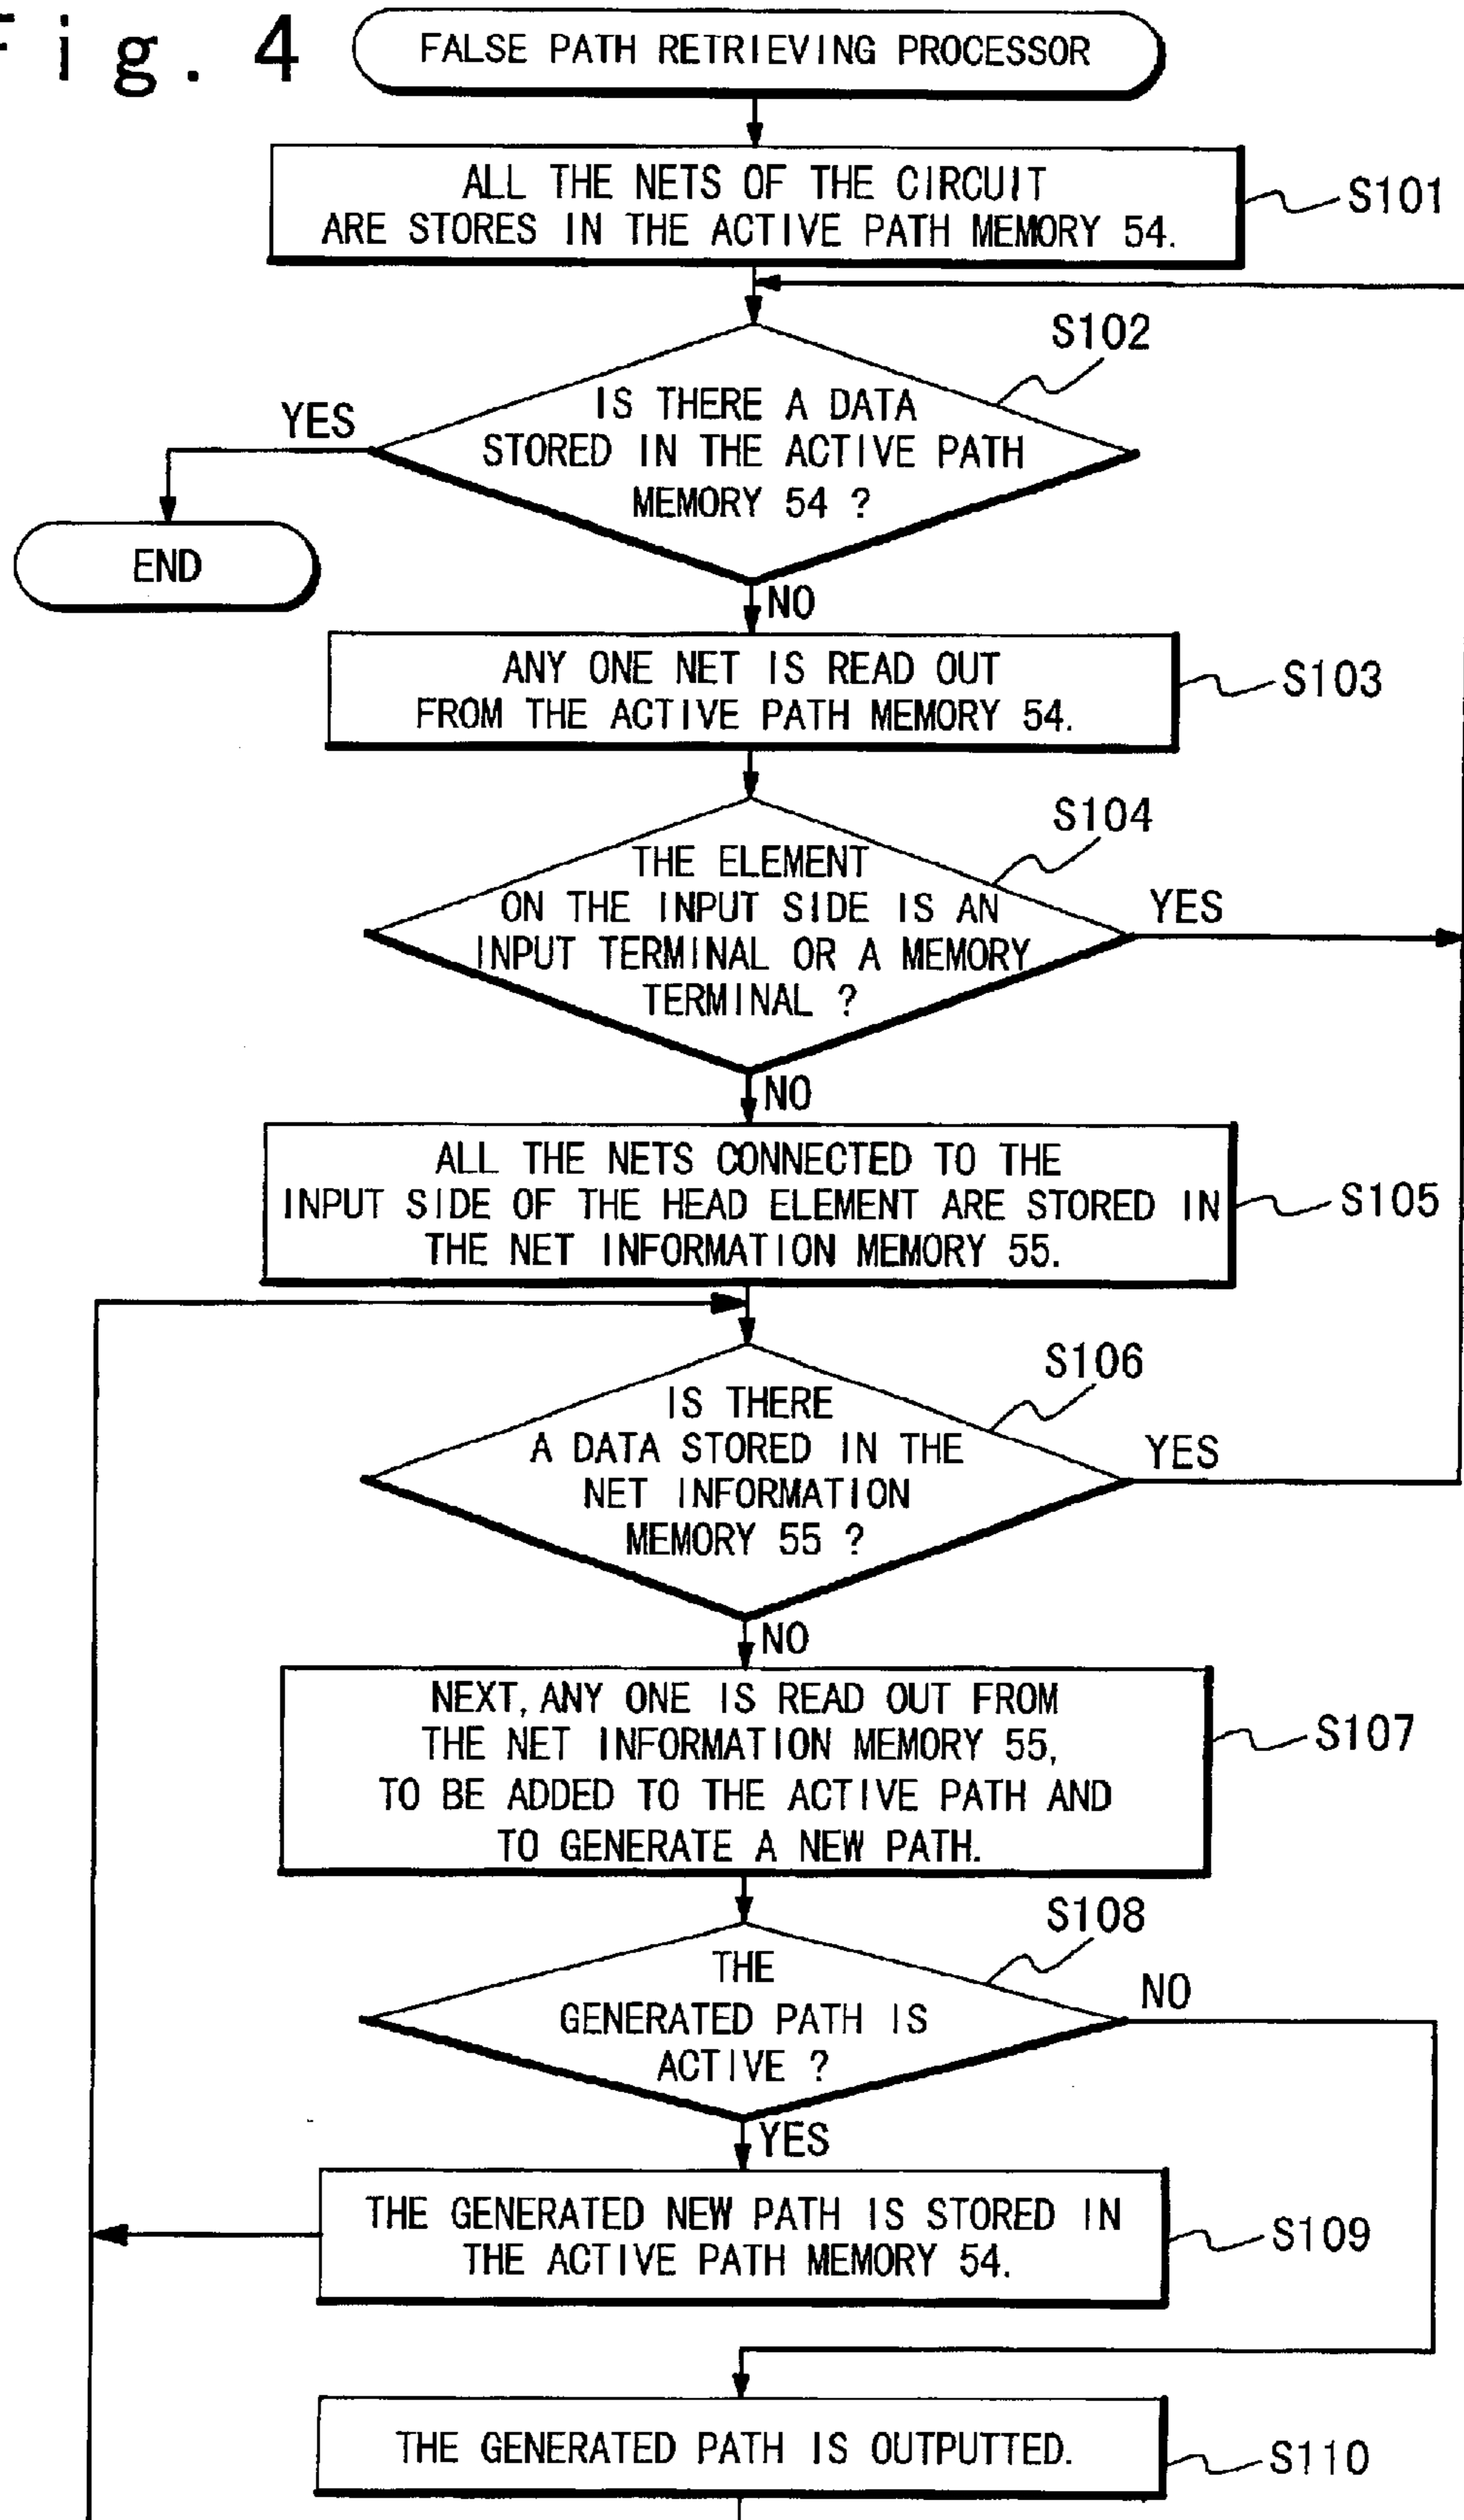 Fig. 4
FALSE PATH RETRIEVING PROCESSOR
ALL THE NETS OF THE CIRCUIT
ARE STORES IN THE ACTIVE PATH MEMORY 54.
S101
S102
IS THERE A DATA
STORED IN THE ACTIVE PATH
MEMORY 54 ?
YES
END
NO
ANY ONE NET IS READ OUT
FROM THE ACTIVE PATH MEMORY 54.
S103
S104
THE ELEMENT
ON THE INPUT SIDE IS AN
INPUT TERMINAL OR A MEMORY
TERMINAL ?
YES
NO
ALL THE NETS CONNECTED TO THE
INPUT SIDE OF THE HEAD ELEMENT ARE STORED IN
THE NET INFORMATION MEMORY 55.
S105
S106
IS THERE
A DATA STORED IN THE
NET INFORMATION
MEMORY 55 ?
YES
NO
NEXT, ANY ONE IS READ OUT FROM
THE NET INFORMATION MEMORY 55,
TO BE ADDED TO THE ACTIVE PATH AND
TO GENERATE A NEW PATH.
S107
S108
THE
GENERATED PATH IS
ACTIVE ?
NO
YES
THE GENERATED NEW PATH IS STORED IN
THE ACTIVE PATH MEMORY 54.
S109
THE GENERATED PATH IS OUTPUTTED.
S110